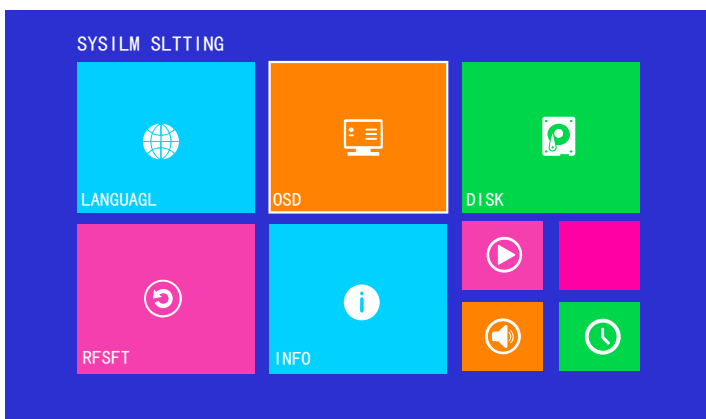 SYSILM SLTTING
LANGUAGL
OSD
DISK
RFSFT
INFO